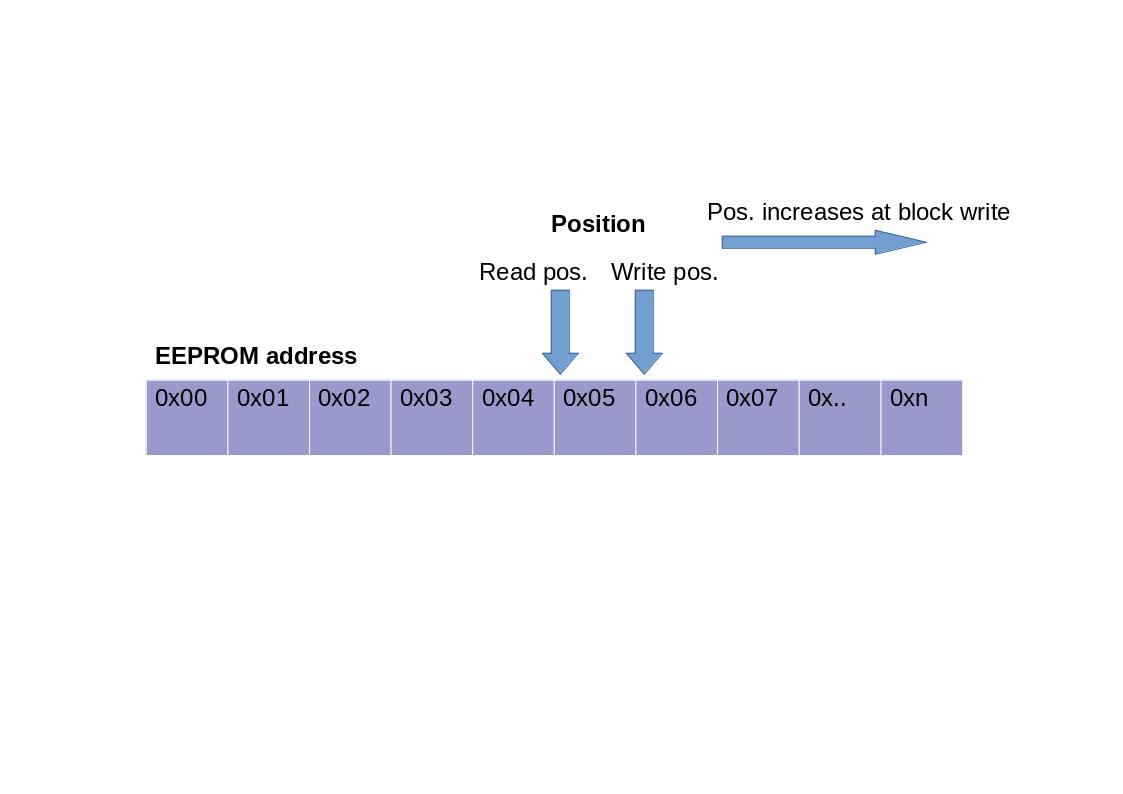 Pos. increases at block write
Position
Read pos. Write pos.
EEPROM address
0x00 0x01 0x02 0x03 0x04 0x05 0x06 0x07 0x.. 0xn